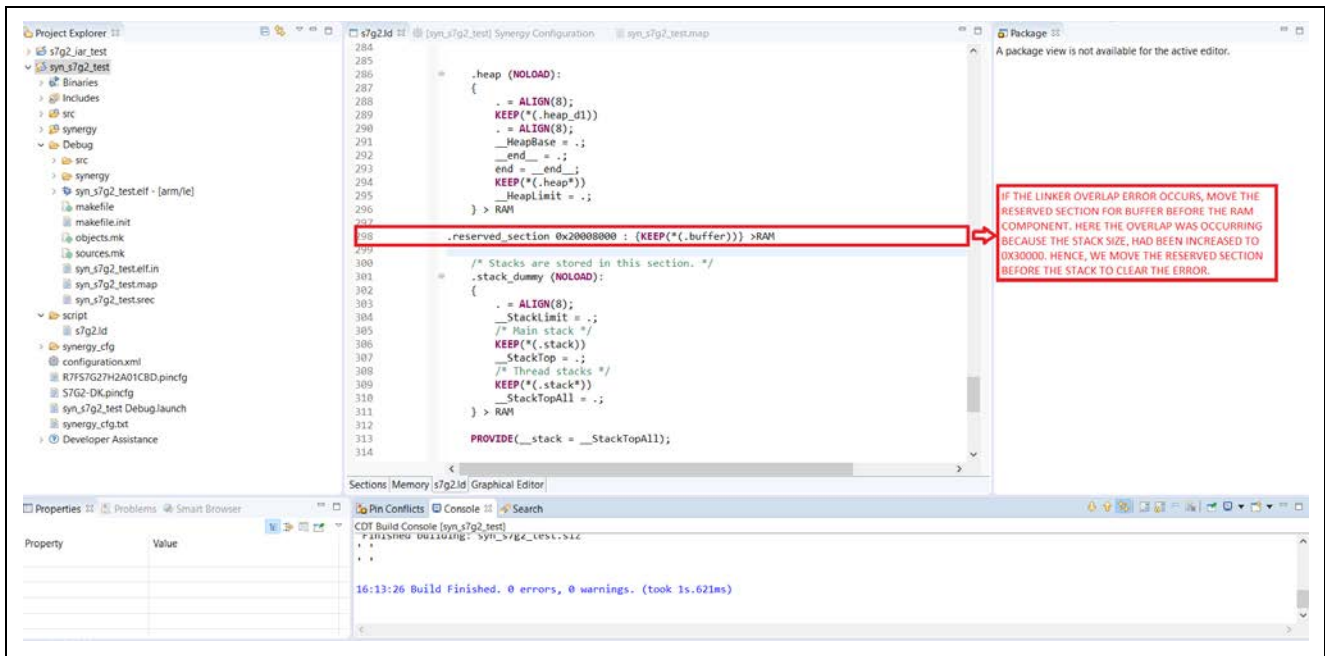 Project Explorer
s7g2_iar_test
syn_s7g2_test
Binaries
Includes
src
synergy
Debug
src
synergy
syn_s7g2_test.elf - [arm/le]
makefile
makefile.init
objects.mk
sources.mk
syn_s7g2_test.elf.in
syn_s7g2_test.map
syn_s7g2_test.srec
script
s7g2.ld
synergy_cfg
configuration.xml
R7FS7G27H2A01CBD.pincfg
S7G2-DK.pincfg
syn_s7g2_test Debug.launch
synergy_cfg.txt
Developer Assistance
s7g2.ld [syn_s7g2_test] Synergy Configuration syn_s7g2_test.map
284
285
286 .heap (NOLOAD):
287 {
288 . = ALIGN(8);
289 KEEP(*(.heap_d1))
290 . = ALIGN(8);
291 __HeapBase = .;
292 __end__ = .;
293 end = __end__;
294 KEEP(*(.heap*))
295 __HeapLimit = .;
296 } > RAM
297
298 .reserved_section 0x20008000 : {KEEP(*(.buffer))} >RAM
299
300 /* Stacks are stored in this section. */
301 .stack_dummy (NOLOAD):
302 {
303 . = ALIGN(8);
304 __StackLimit = .;
305 /* Main stack */
306 KEEP(*(.stack))
307 __StackTop = .;
308 /* Thread stacks */
309 KEEP(*(.stack*))
310 __StackTopAll = .;
311 } > RAM
312
313 PROVIDE(__stack = __StackTopAll);
314
Sections Memory s7g2.ld Graphical Editor
Package
A package view is not available for the active editor.
IF THE LINKER OVERLAP ERROR OCCURS, MOVE THE
RESERVED SECTION FOR BUFFER BEFORE THE RAM
COMPONENT. HERE THE OVERLAP WAS OCCURRING
BECAUSE THE STACK SIZE, HAD BEEN INCREASED TO
0X30000. HENCE, WE MOVE THE RESERVED SECTION
BEFORE THE STACK TO CLEAR THE ERROR.
Properties Problems Smart Browser
Property Value
Pin Conflicts Console Search
CDT Build Console [syn_s7g2_test]
'Finished building: syn_s7g2_test.siz'
' '
' '
16:13:26 Build Finished. 0 errors, 0 warnings. (took 1s.621ms)